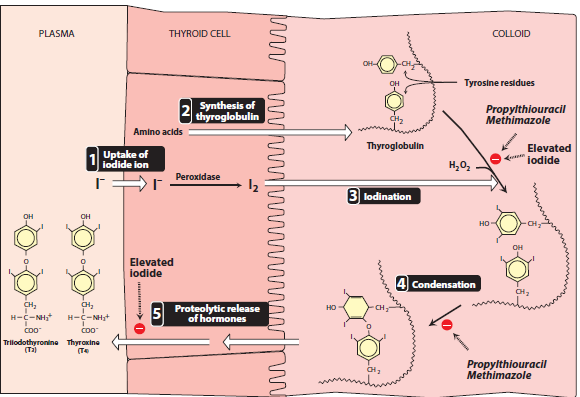 PLASMA
THYROID CELL
COLLOID
OH
CH2
OH
CH2
Tyrosine residues
Thyroglobulin
2 Synthesis of
thyroglobulin
Amino acids
Propylthiouracil
Methimazole
Elevated
iodide
H2O2
1 Uptake of
iodide ion
I–
I–
Peroxidase
I2
3 Iodination
I
HO
CH2
I
OH
I
I
CH2
OH
I
O
I
I
CH2
H–C–NH3+
COO–
Triiodothyronine
(T3)
OH
I
I
O
I
I
CH2
H–C–NH3+
COO–
Thyroxine
(T4)
Elevated
iodide
5 Proteolytic release
of hormones
4 Condensation
I
HO
CH2
I
O
I
I
CH2
Propylthiouracil
Methimazole